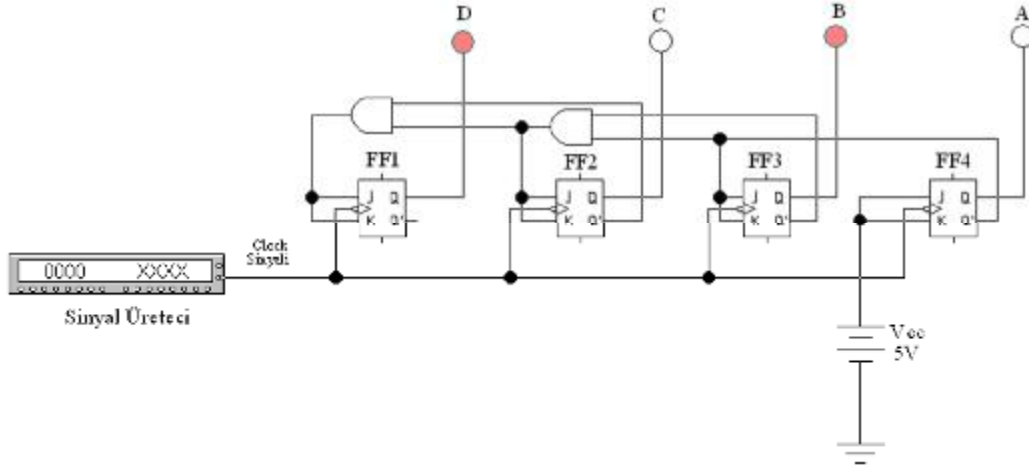 D
C
B
A
FF1
FF2
FF3
FF4
J Q
K Q'
J Q
K Q'
J Q
K Q'
J Q
K Q'
Clock
Sinyali
0000 XXXX
Sinyal Üreteci
Vcc
5V